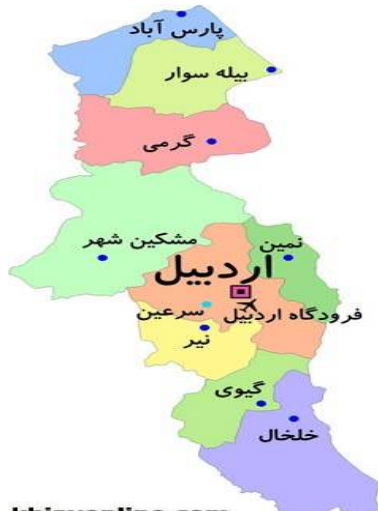 پارس آباد
بیله سوار
گرمی
مشکین شهر
نمین
اردبیل
سرعین
فرودگاه اردبیل
نیر
گیوی
خلخال